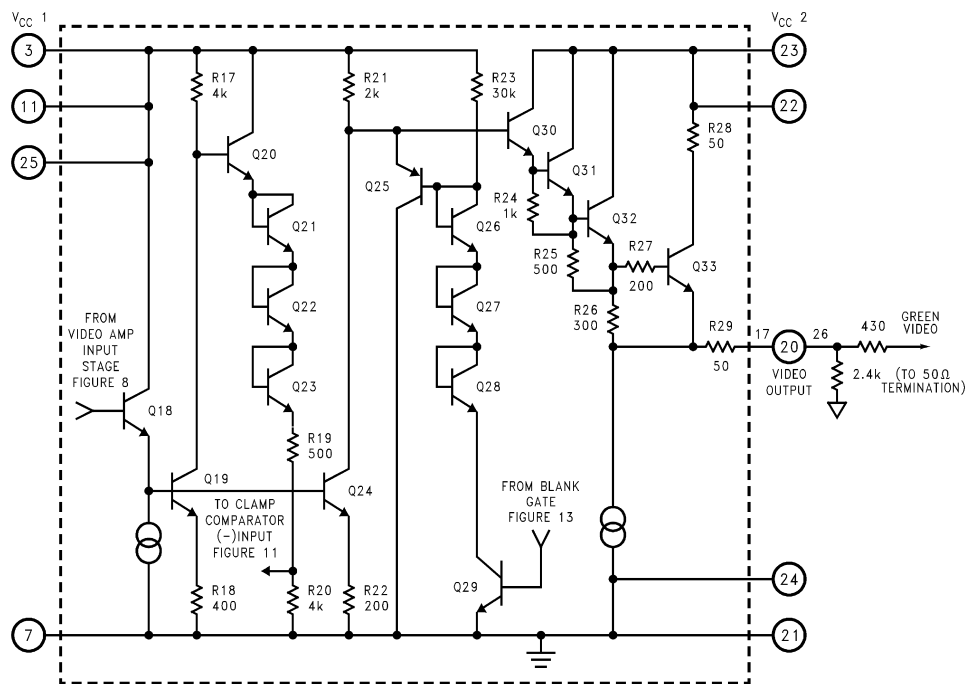 VCC 1
VCC 2
3
23
11
22
25
R17
4k
R21
2k
R23
30k
R28
50
Q20
Q30
Q25
Q31
R24
1k
Q21
Q26
Q32
R25
500
R27
200
Q33
Q22
Q27
R26
300
R29
50
17
20
26
430
GREEN
VIDEO
VIDEO
OUTPUT
2.4k
(TO 50Ω
TERMINATION)
FROM
VIDEO AMP
INPUT
STAGE
FIGURE 8
Q23
Q28
Q18
R19
500
Q19
Q24
TO CLAMP
COMPARATOR
(-)INPUT
FIGURE 11
FROM BLANK
GATE
FIGURE 13
Q29
R18
400
R20
4k
R22
200
24
7
21